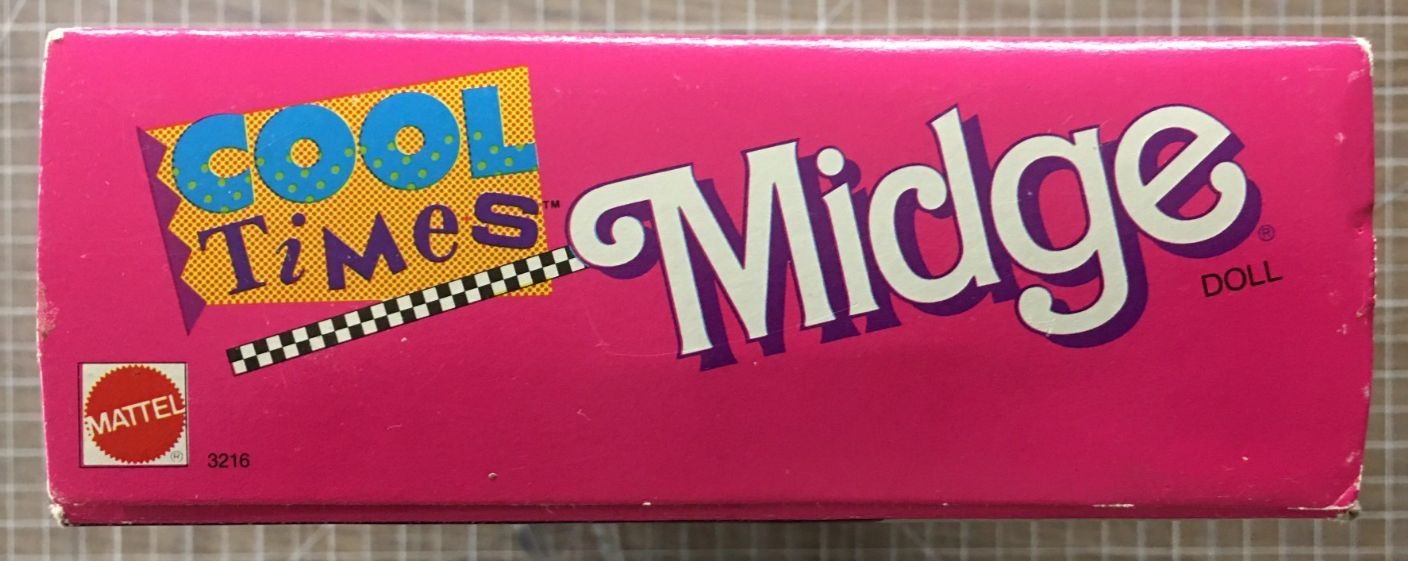 COOL
TiMeS™
Midge®
DOLL
MATTEL®
3216